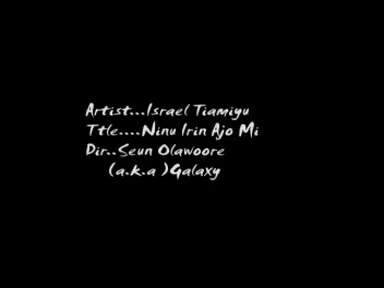 Artist...Israel Tiamiyu
Ttle....Ninu Irin Ajo Mi
Dir..Seun Olawoore
(a.k.a )Galaxy